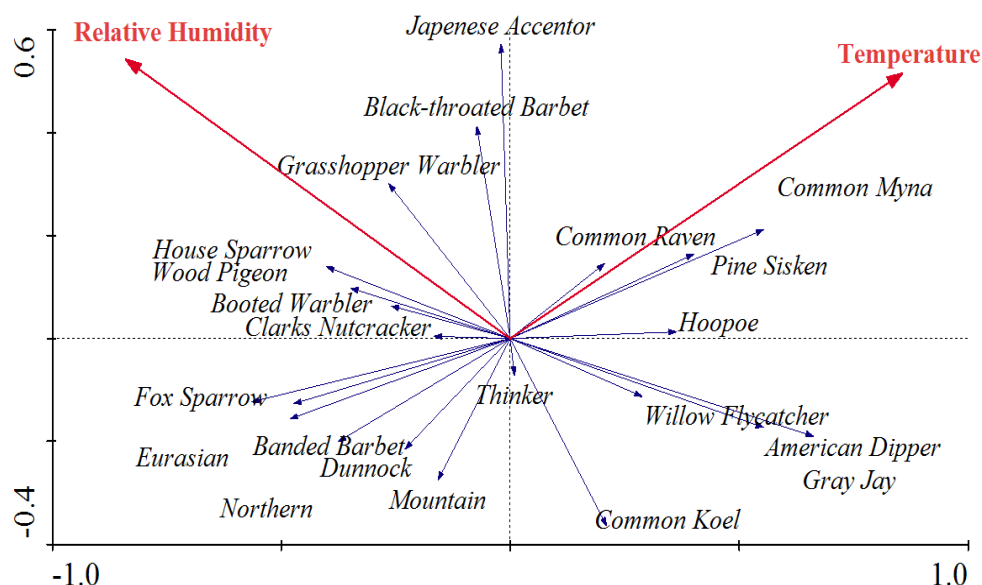 Japenese Accentor
Relative Humidity
0.6
Temperature
Black-throated Barbet
Grasshopper Warbler
Common Myna
Common Raven
House Sparrow
Pine Sisken
Wood Pigeon
Booted Warbler
Clarks Nutcracker
Hoopoe
Thinker
Fox Sparrow
Willow Flycatcher
Banded Barbet
American Dipper
Eurasian
Dunnock
Gray Jay
Mountain
Northern
Common Koel
-0.4
-1.0
1.0